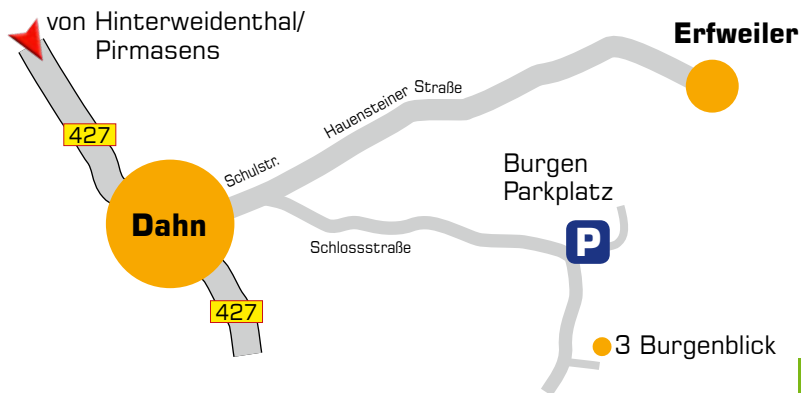 von Hinterweidenthal/
Pirmasens
Erfweiler
427
Hauensteiner Straße
Schulstr.
Burgen
Parkplatz
Dahn
P
Schlossstraße
427
3 Burgenblick